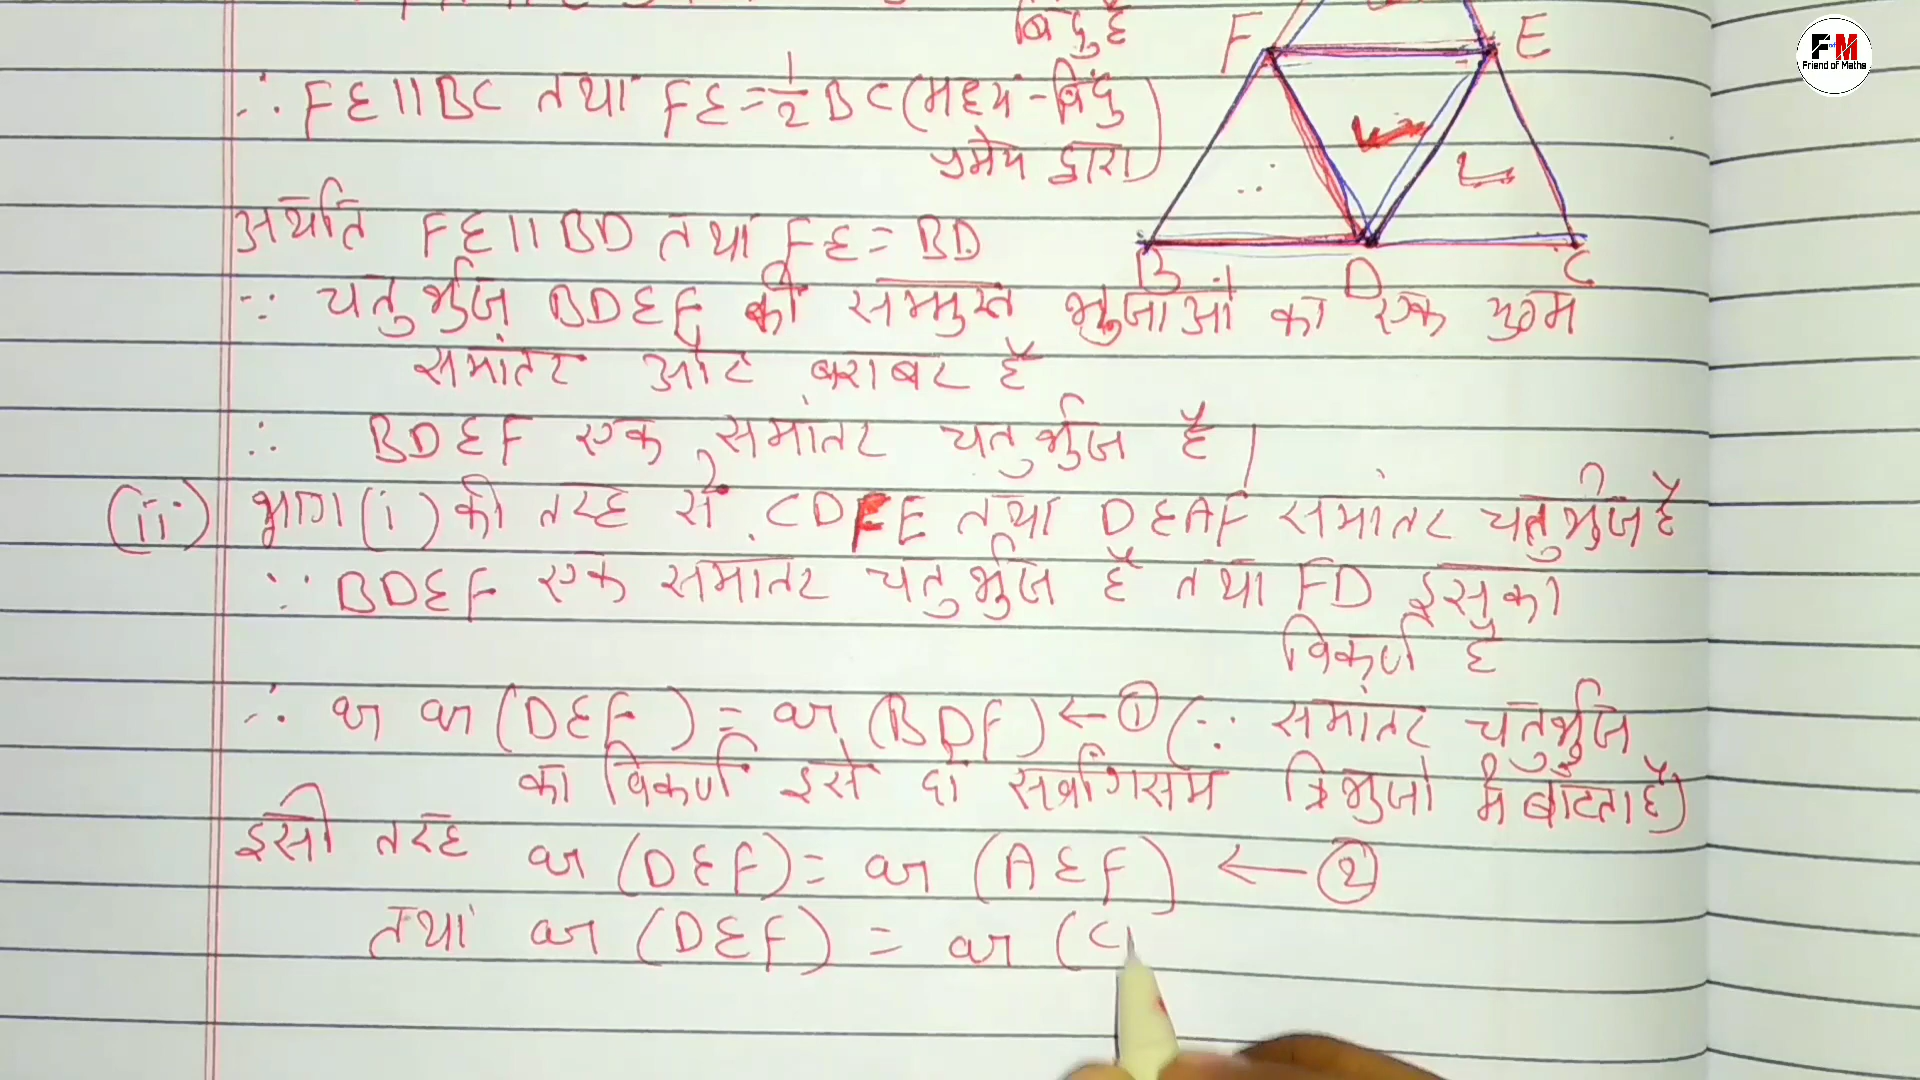 बिंदु है
F E
∴ FE || BC तथा FE = 1/2 BC (मध्य-बिंदु
प्रमेय द्वारा)
अर्थात FE || BD तथा FE = BD
B D C
∵ चतुर्भुज BDEF की सम्मुख भुजाओं का एक युग्म
समांतर और बराबर है
∴ BDEF एक समांतर चतुर्भुज है।
(ii) भाग (i) की तरह से CDFE तथा DEAF समांतर चतुर्भुज है
∵ BDEF एक समांतर चतुर्भुज है तथा FD इसका
विकर्ण है
∴ ar (DEF) = ar (BDF) ← ① (∵ समांतर चतुर्भुज
का विकर्ण इसे दो सर्वांगसम त्रिभुजों में बांटता है)
इसी तरह ar (DEF) = ar (AEF) ← ②
तथा ar (DEF) = ar (C
FM
Friend of Maths